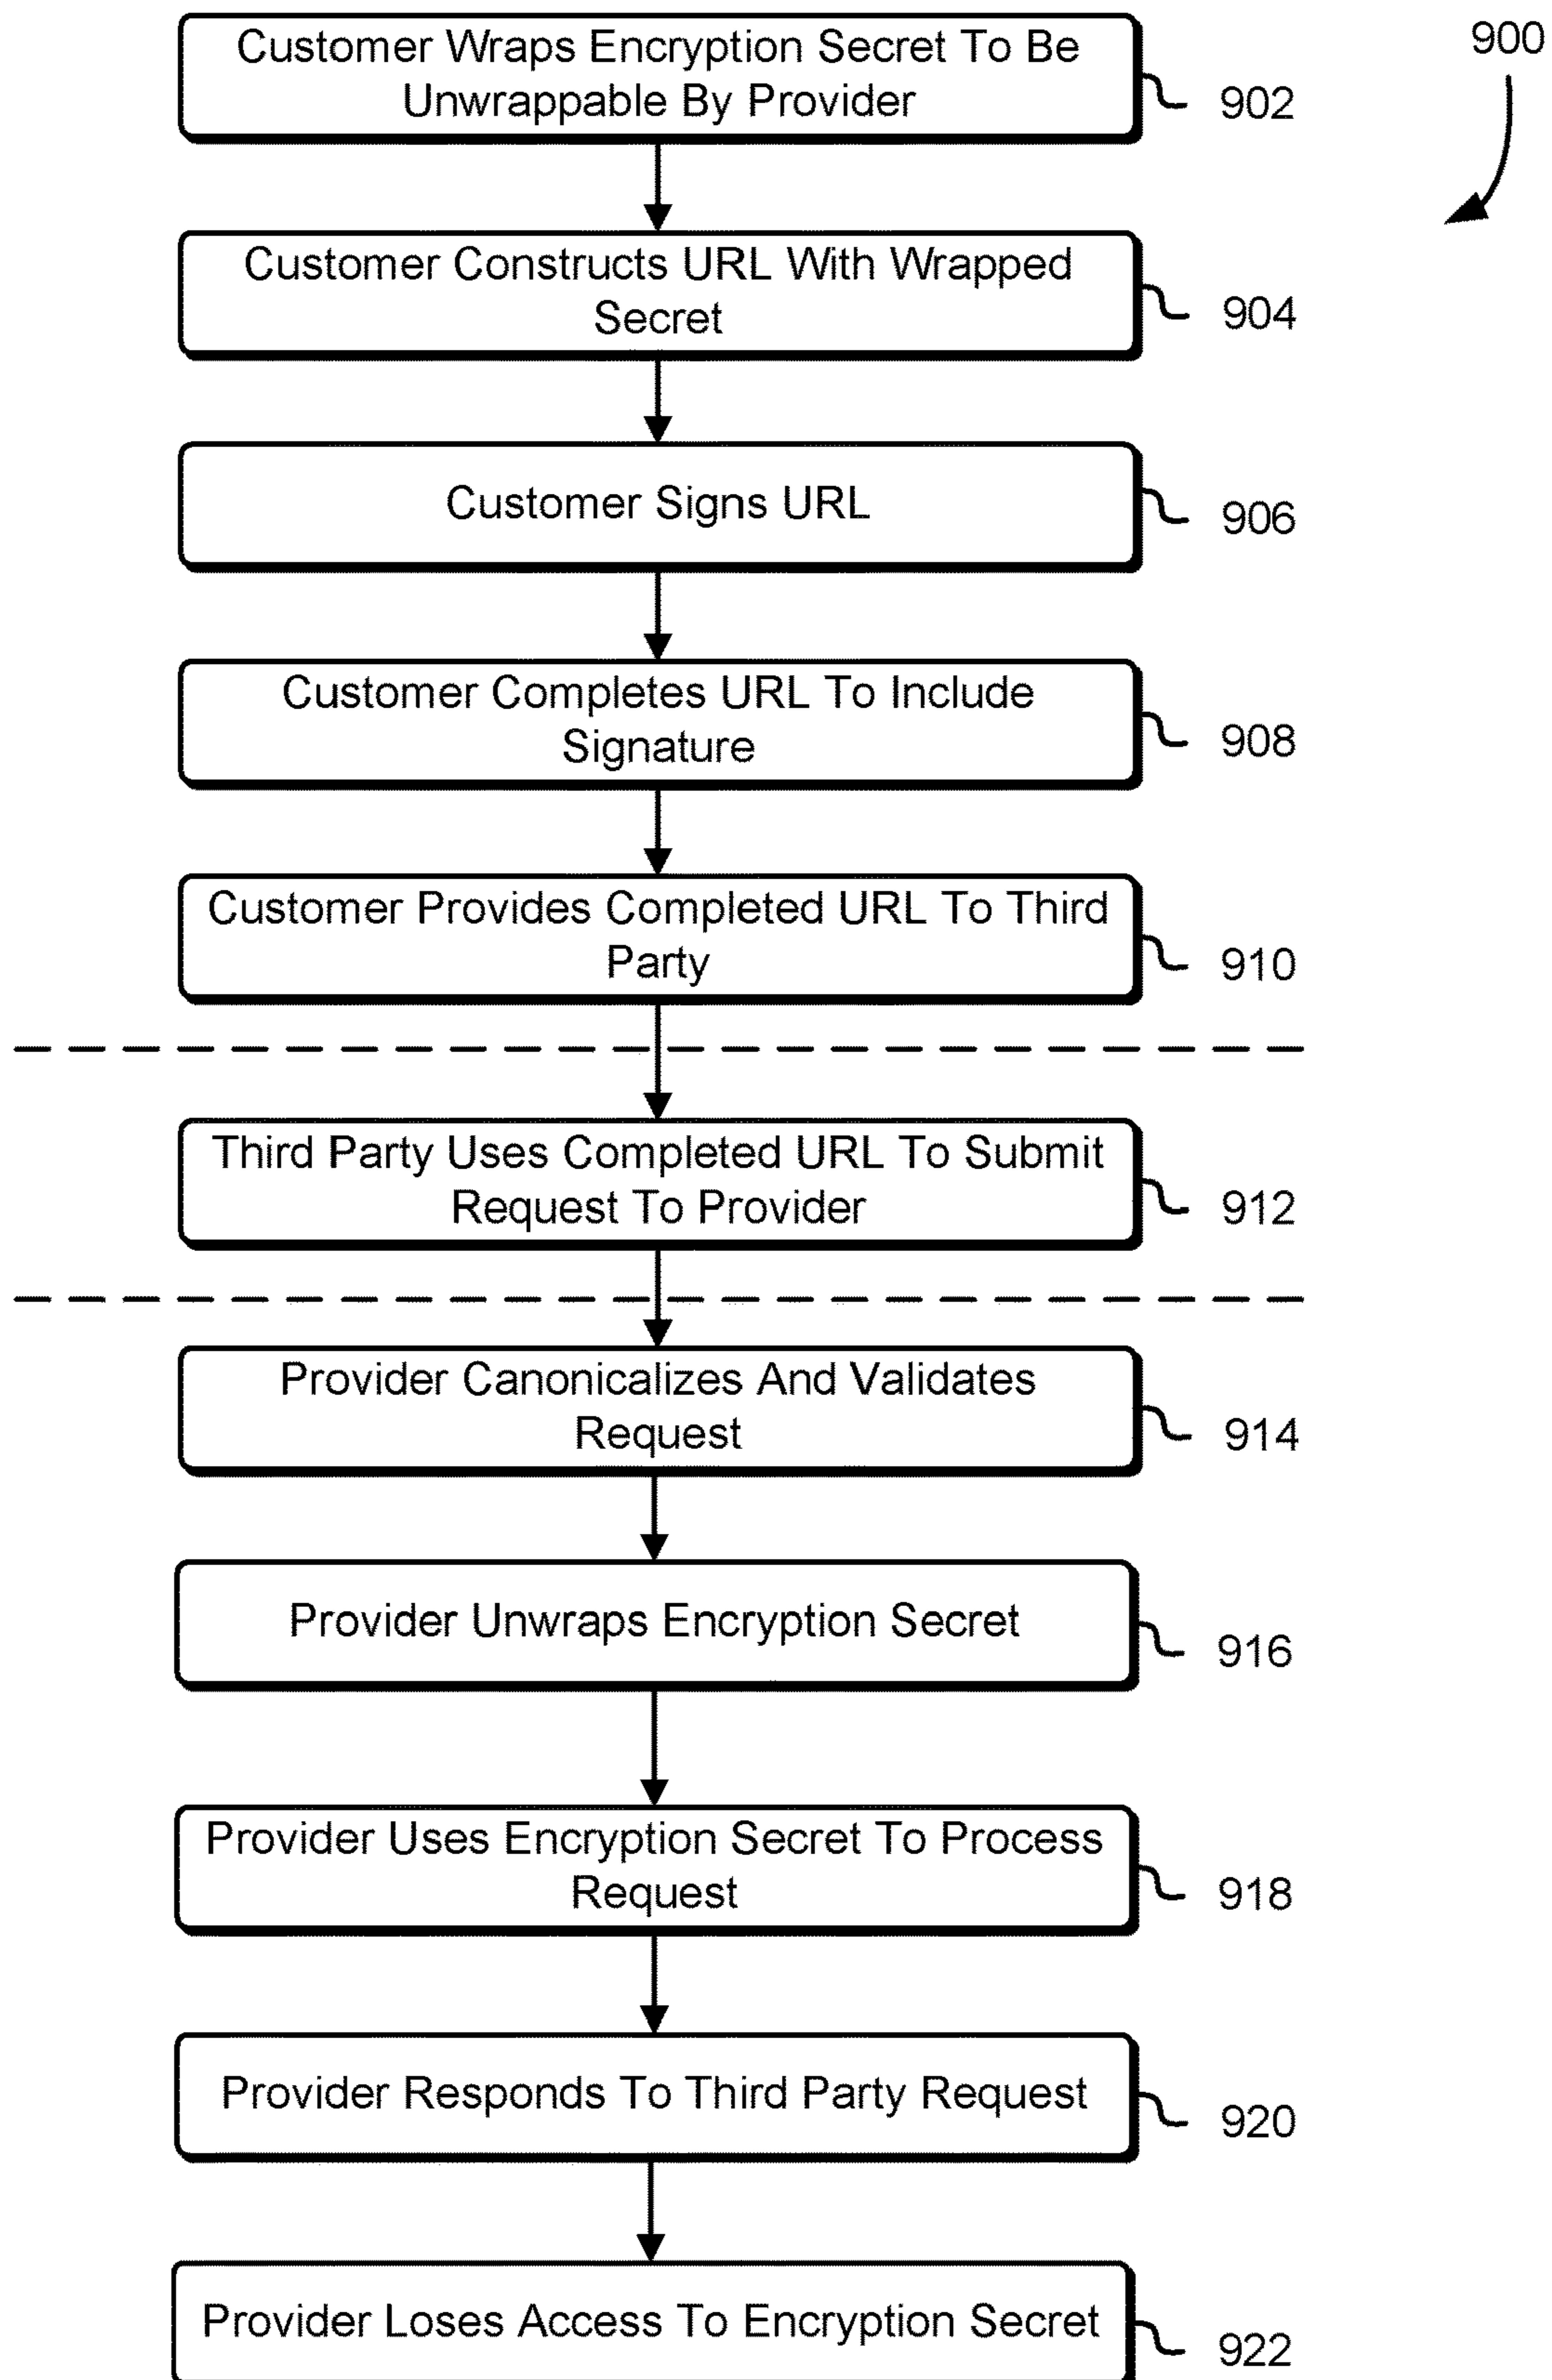 Customer Wraps Encryption Secret To Be
Unwrappable By Provider
902
900
Customer Constructs URL With Wrapped
Secret
904
Customer Signs URL
906
Customer Completes URL To Include
Signature
908
Customer Provides Completed URL To Third
Party
910
Third Party Uses Completed URL To Submit
Request To Provider
912
Provider Canonicalizes And Validates
Request
914
Provider Unwraps Encryption Secret
916
Provider Uses Encryption Secret To Process
Request
918
Provider Responds To Third Party Request
920
Provider Loses Access To Encryption Secret
922